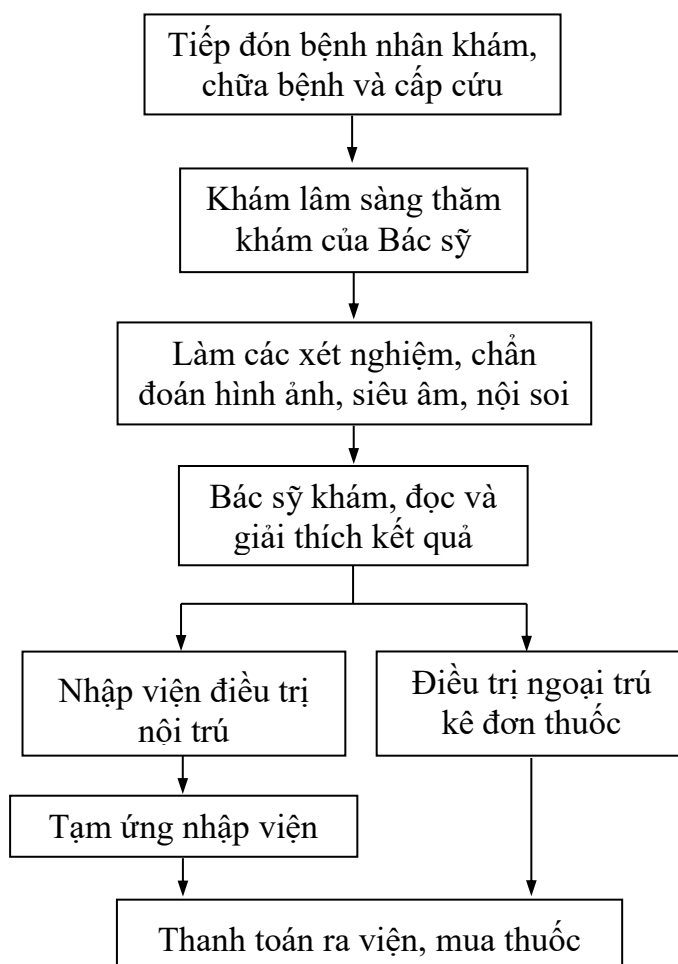 Tiếp đón bệnh nhân khám,
chữa bệnh và cấp cứu
Khám lâm sàng thăm
khám của Bác sỹ
Làm các xét nghiệm, chẩn
đoán hình ảnh, siêu âm, nội soi
Bác sỹ khám, đọc và
giải thích kết quả
Nhập viện điều trị
nội trú
Điều trị ngoại trú
kê đơn thuốc
Tạm ứng nhập viện
Thanh toán ra viện, mua thuốc